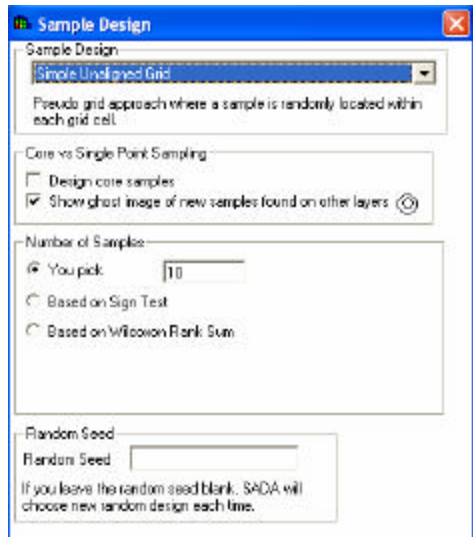 Sample Design
Sample Design
Simple Unaligned Grid
Pseudo grid approach where a sample is randomly located within
each grid cell.
Core vs Single Point Sampling
Design core samples
Show ghost image of new samples found on other layers
Number of Samples
You pick 10
Based on Sign Test
Based on Wilcoxon Rank Sum
Random Seed
Random Seed
If you leave the random seed blank, SADA will
choose new random design each time.